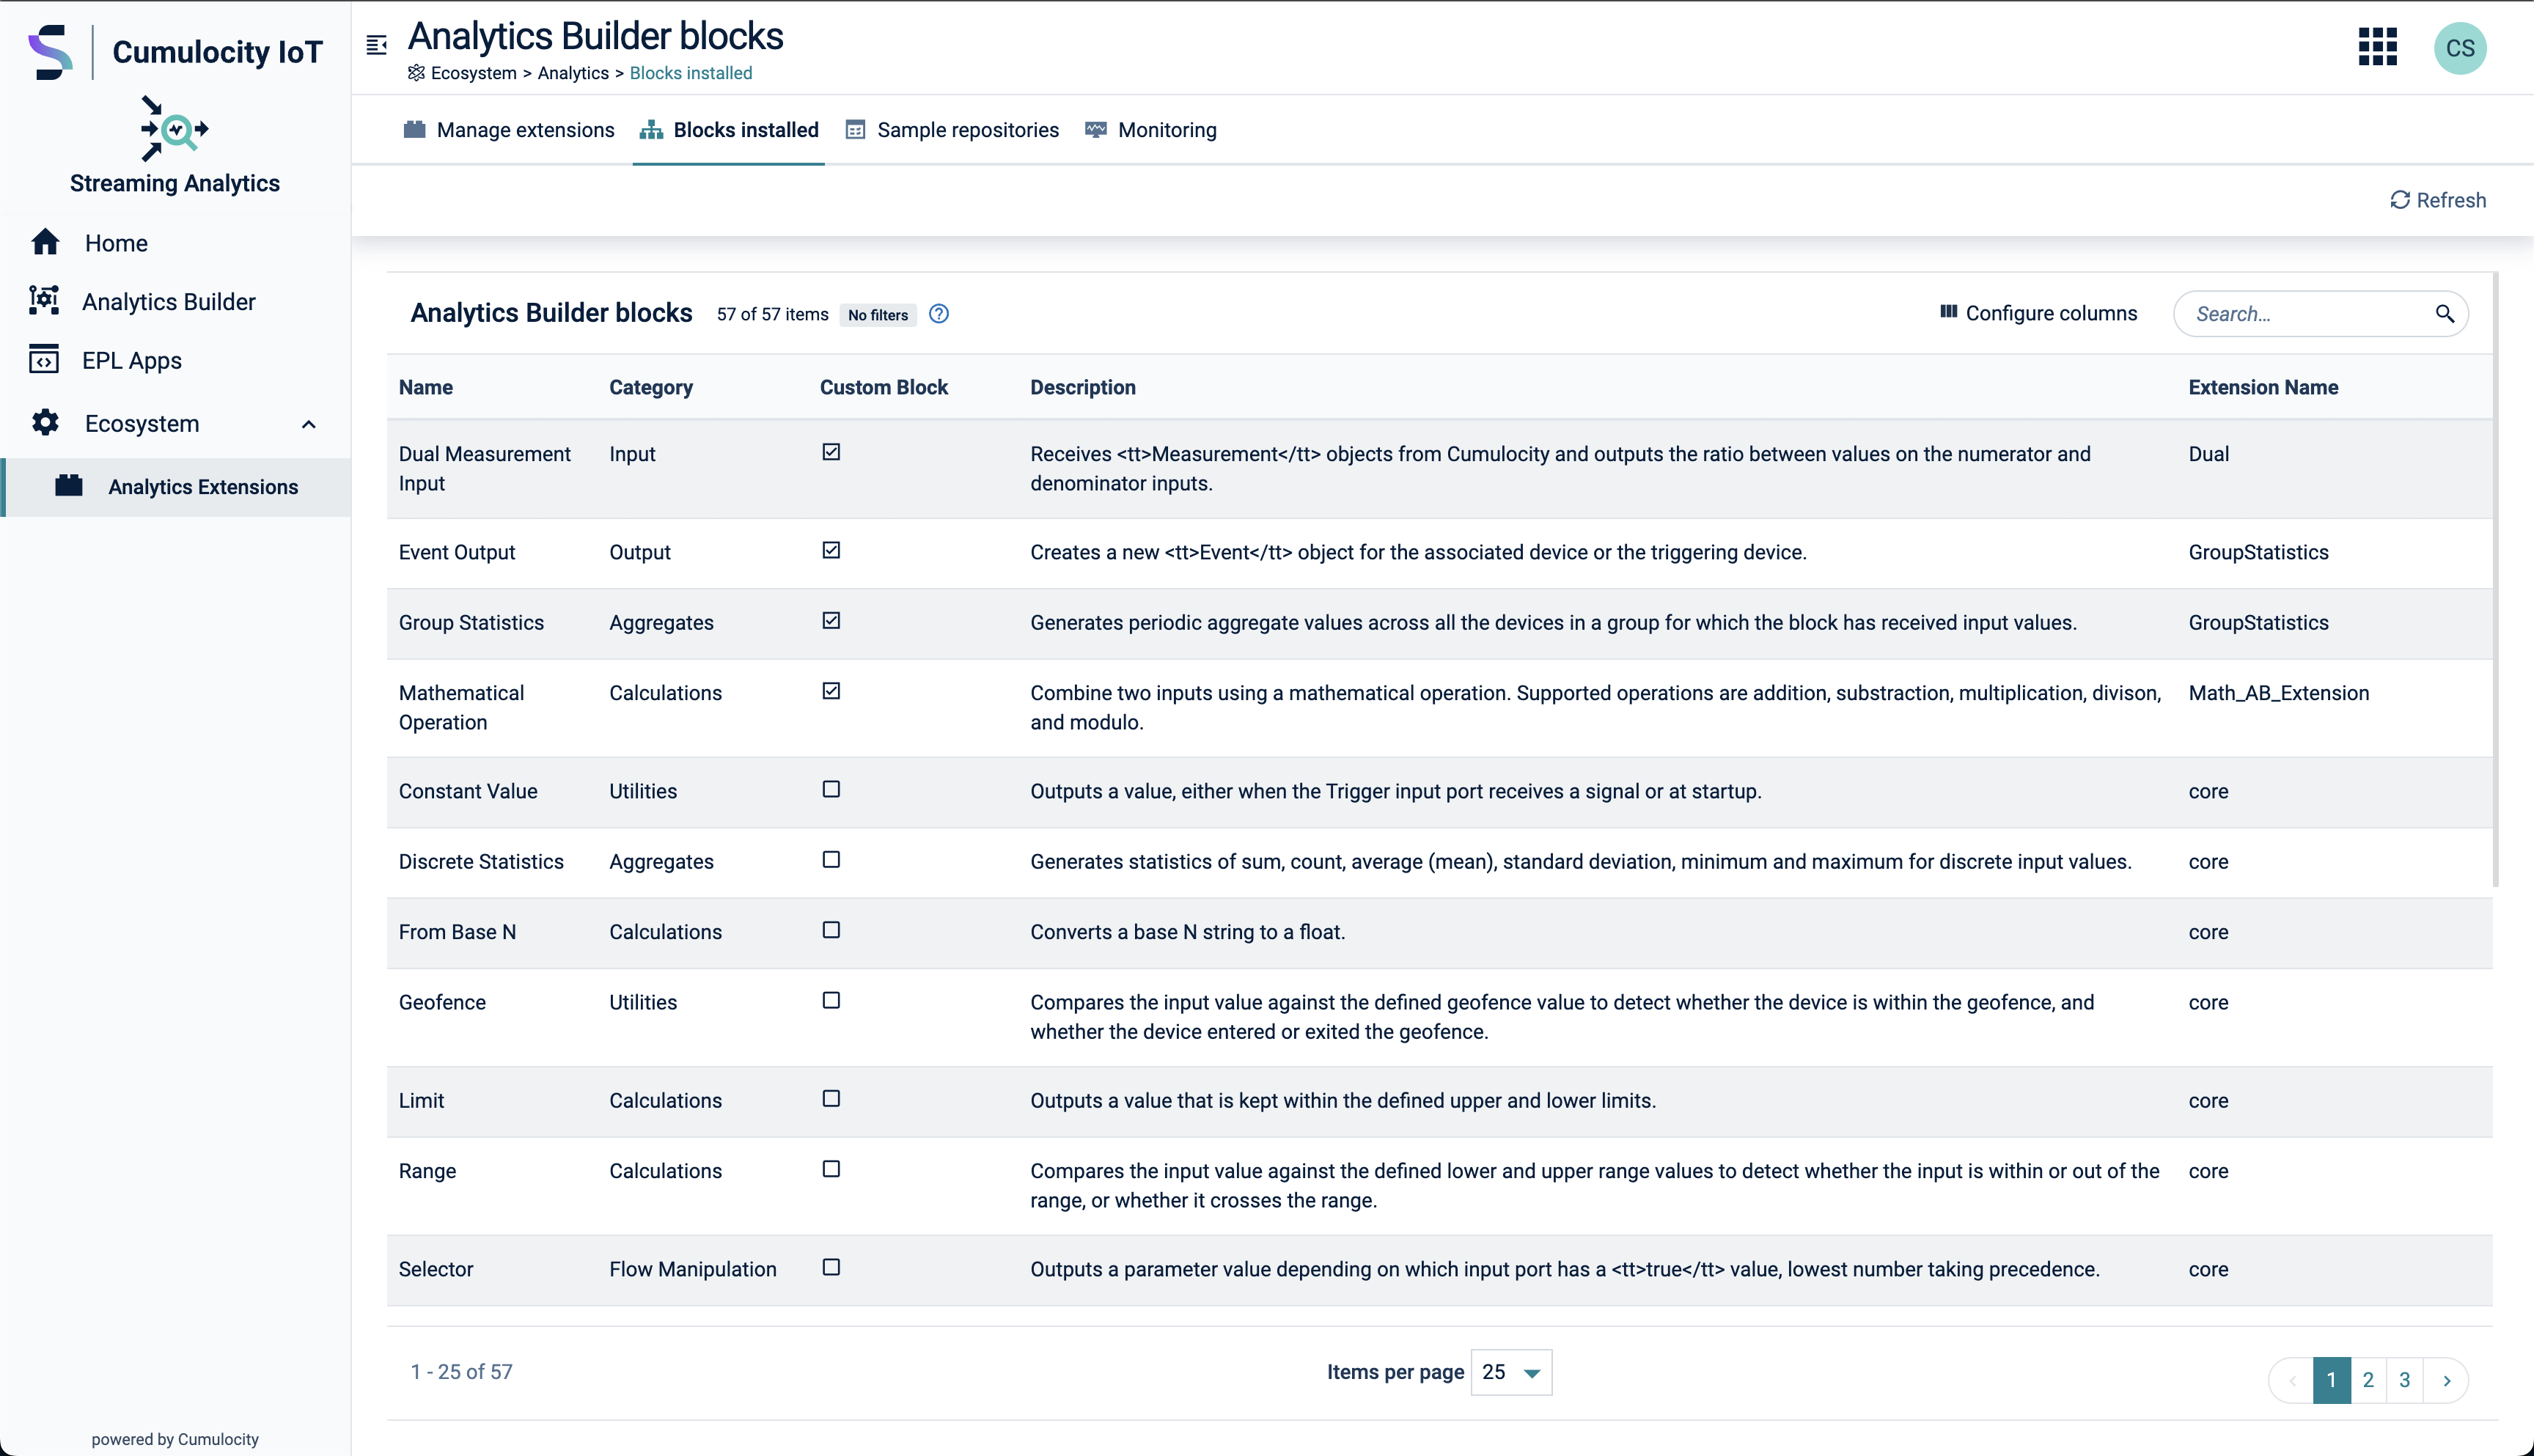 Cumulocity IoT
Streaming Analytics
Home
Analytics Builder
EPL Apps
Ecosystem
Analytics Extensions
powered by Cumulocity
Analytics Builder blocks
Ecosystem > Analytics > Blocks installed
CS
Manage extensions Blocks installed Sample repositories Monitoring
Refresh
Analytics Builder blocks 57 of 57 items No filters ? Configure columns Search...
Name Category Custom Block Description Extension Name
Dual Measurement Input Receives <tt>Measurement</tt> objects from Cumulocity and outputs the ratio between values on the numerator and Dual
Input denominator inputs.
Event Output Output Creates a new <tt>Event</tt> object for the associated device or the triggering device. GroupStatistics
Group Statistics Aggregates Generates periodic aggregate values across all the devices in a group for which the block has received input values. GroupStatistics
Mathematical Calculations Combine two inputs using a mathematical operation. Supported operations are addition, substraction, multiplication, divison, Math_AB_Extension
Operation and modulo.
Constant Value Utilities Outputs a value, either when the Trigger input port receives a signal or at startup. core
Discrete Statistics Aggregates Generates statistics of sum, count, average (mean), standard deviation, minimum and maximum for discrete input values. core
From Base N Calculations Converts a base N string to a float. core
Geofence Utilities Compares the input value against the defined geofence value to detect whether the device is within the geofence, and core
whether the device entered or exited the geofence.
Limit Calculations Outputs a value that is kept within the defined upper and lower limits. core
Range Calculations Compares the input value against the defined lower and upper range values to detect whether the input is within or out of the core
range, or whether it crosses the range.
Selector Flow Manipulation Outputs a parameter value depending on which input port has a <tt>true</tt> value, lowest number taking precedence. core
1 - 25 of 57 Items per page 25 ‹ 1 2 3 ›